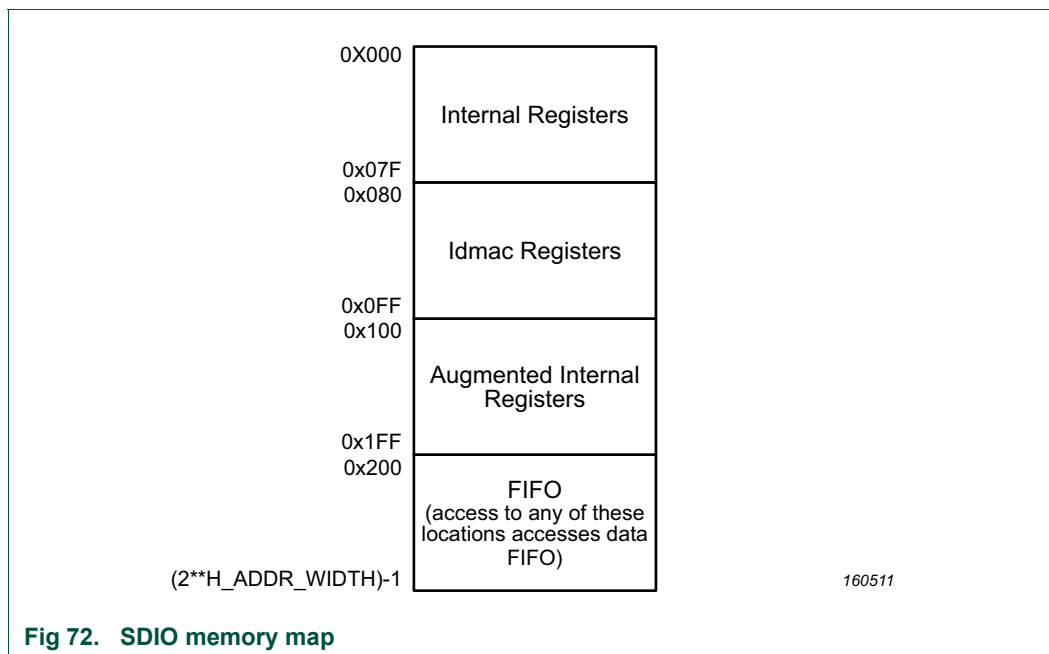 0X000
Internal Registers
0x07F
0x080
Idmac Registers
0x0FF
0x100
Augmented Internal
Registers
0x1FF
0x200
FIFO
(access to any of these
locations accesses data
FIFO)
(2**H_ADDR_WIDTH)-1
160511
Fig 72. SDIO memory map